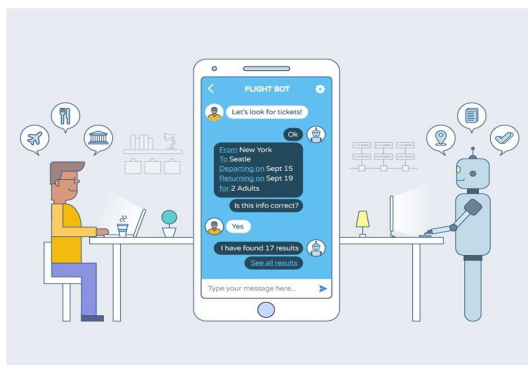 FLIGHT BOT
Let's look for tickets!
Ok
From New York
To Seatle
Departing on Sept 15
Returning on Sept 19
for 2 Adults
Is this info correct?
Yes
I have found 17 results
See all results
Type your message here...